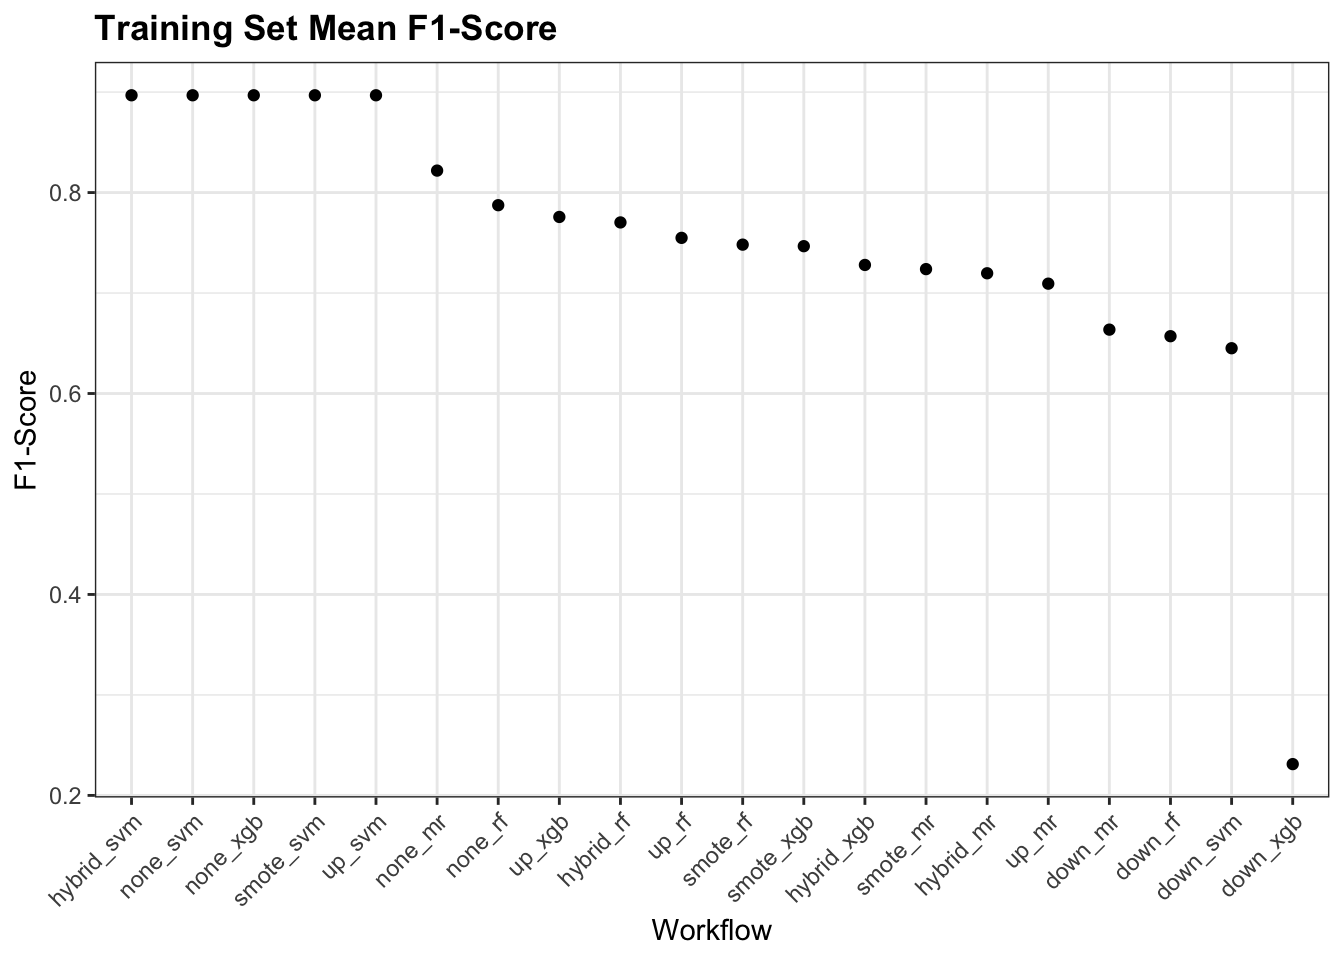 Training Set Mean F1-Score
F1-Score
0.8
0.6
0.4
0.2
hybrid_svm
none_svm
none_xgb
smote_svm
up_svm
none_mr
none_rf
up_xgb
hybrid_rf
up_rf
smote_rf
smote_xgb
hybrid_xgb
smote_mr
hybrid_mr
up_mr
down_mr
down_rf
down_svm
down_xgb
Workflow